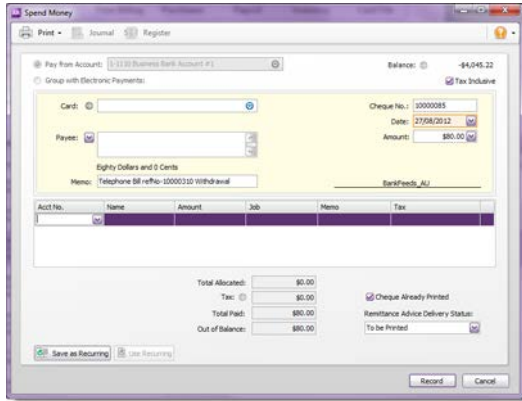 Spend Money
Print Journal Register
Pay from Account: 1-1110 Business Bank Account #1 Balance: -$4,045.22
Group with Electronic Payments: Tax Inclusive
Card: Cheque No.: 10000085
Date: 27/08/2012
Payee: Amount: $80.00
Eighty Dollars and 0 Cents
Memo: Telephone Bill refNo-10000310 Withdrawal BankFeeds_AU
Acct No. Name Amount Job Memo Tax
Total Allocated: $0.00
Tax: $0.00 Cheque Already Printed
Total Paid: $80.00 Remittance Advice Delivery Status:
Out of Balance: $80.00 To be Printed
Save as Recurring Use Recurring
Record Cancel